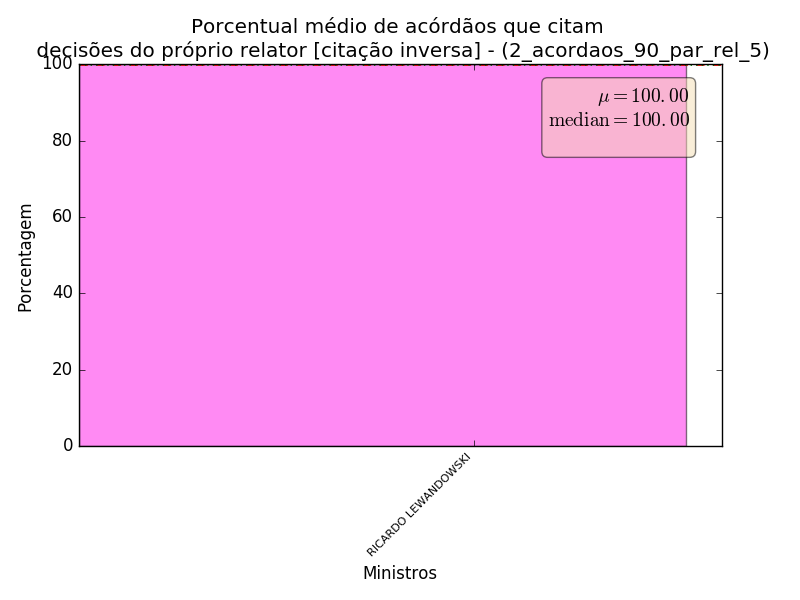 Porcentual médio de acórdãos que citam
decisões do próprio relator [citação inversa] - (2_acordaos_90_par_rel_5)
100
80
60
40
20
0
Porcentagem
μ = 100.00
median = 100.00
RICARDO LEWANDOWSKI
Ministros